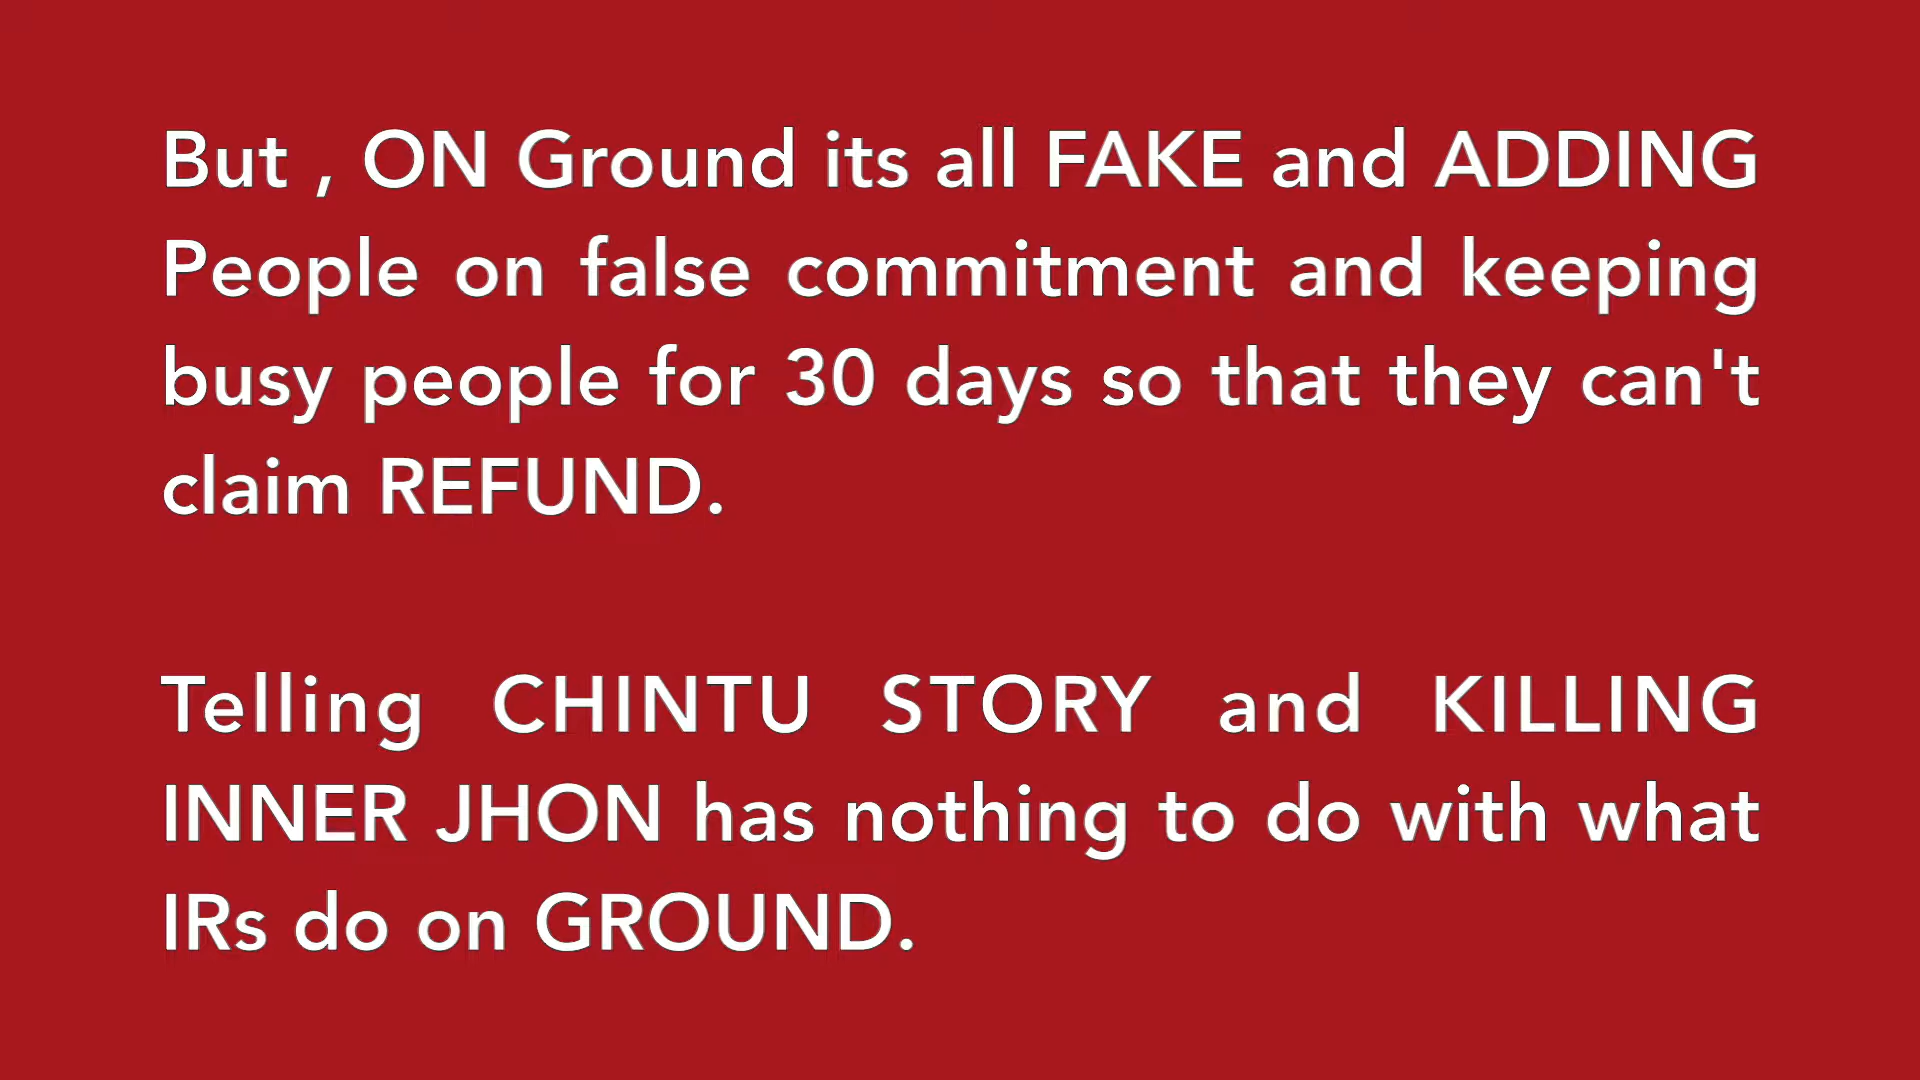 But , ON Ground its all FAKE and ADDING
People on false commitment and keeping
busy people for 30 days so that they can't
claim REFUND.
Telling CHINTU STORY and KILLING
INNER JHON has nothing to do with what
IRs do on GROUND.